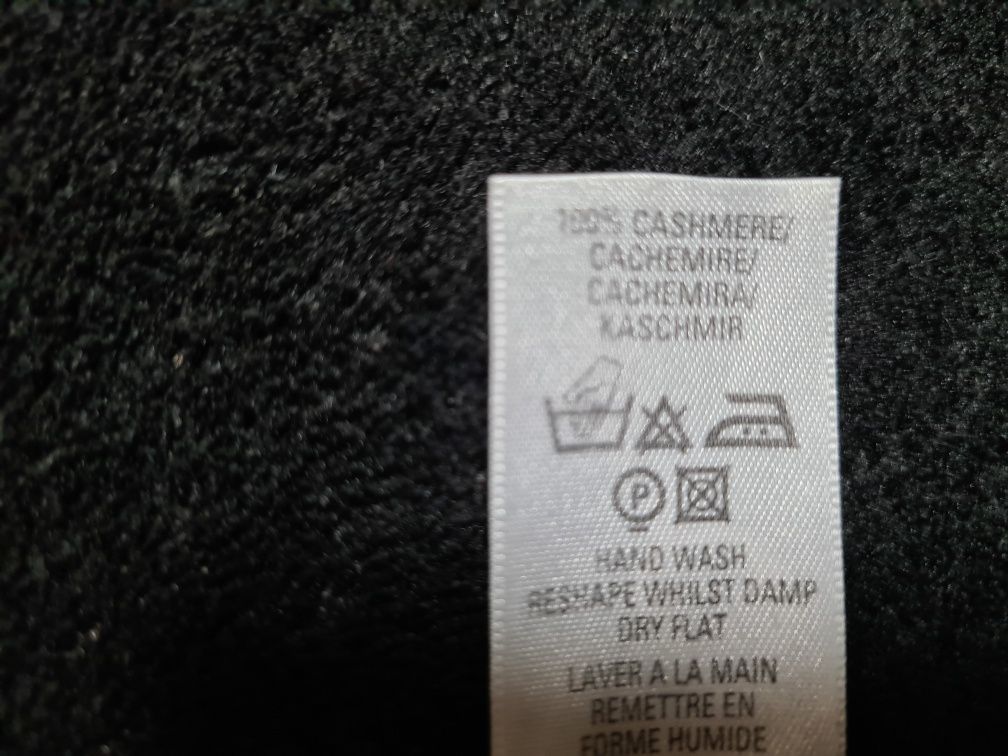 100% CASHMERE/
CACHEMIRE/
CACHEMIRA/
KASCHMIR
P
HAND WASH
RESHAPE WHILST DAMP
DRY FLAT
LAVER A LA MAIN
REMETTRE EN
FORME HUMIDE